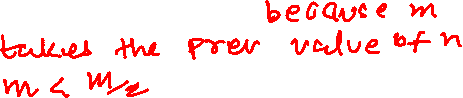 because m
takes the prev value of n
m < m/2